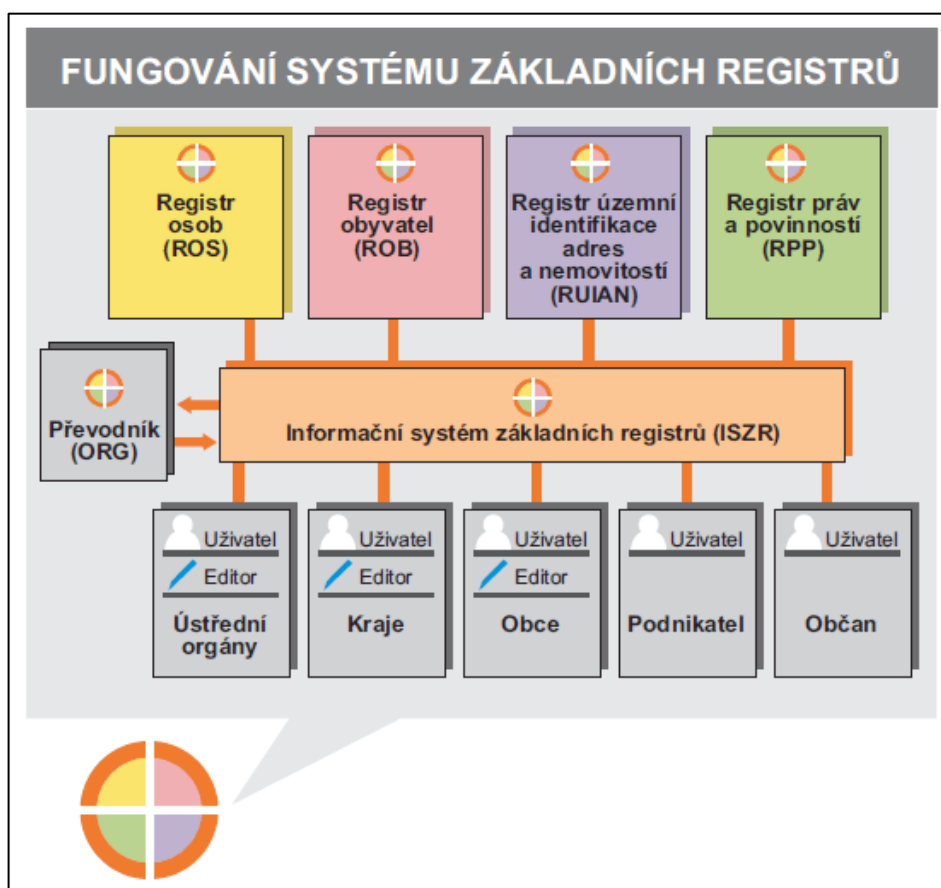 FUNGOVÁNÍ SYSTÉMU ZÁKLADNÍCH REGISTRŮ
Registr
osob
(ROS)
Registr
obyvatel
(ROB)
Registr územní
identifikace
adres
a nemovitostí
(RUIAN)
Registr práv
a povinností
(RPP)
Převodník
(ORG)
Informační systém základních registrů (ISZR)
Uživatel
Editor
Ústřední
orgány
Uživatel
Editor
Kraje
Uživatel
Editor
Obce
Uživatel
Podnikatel
Uživatel
Občan